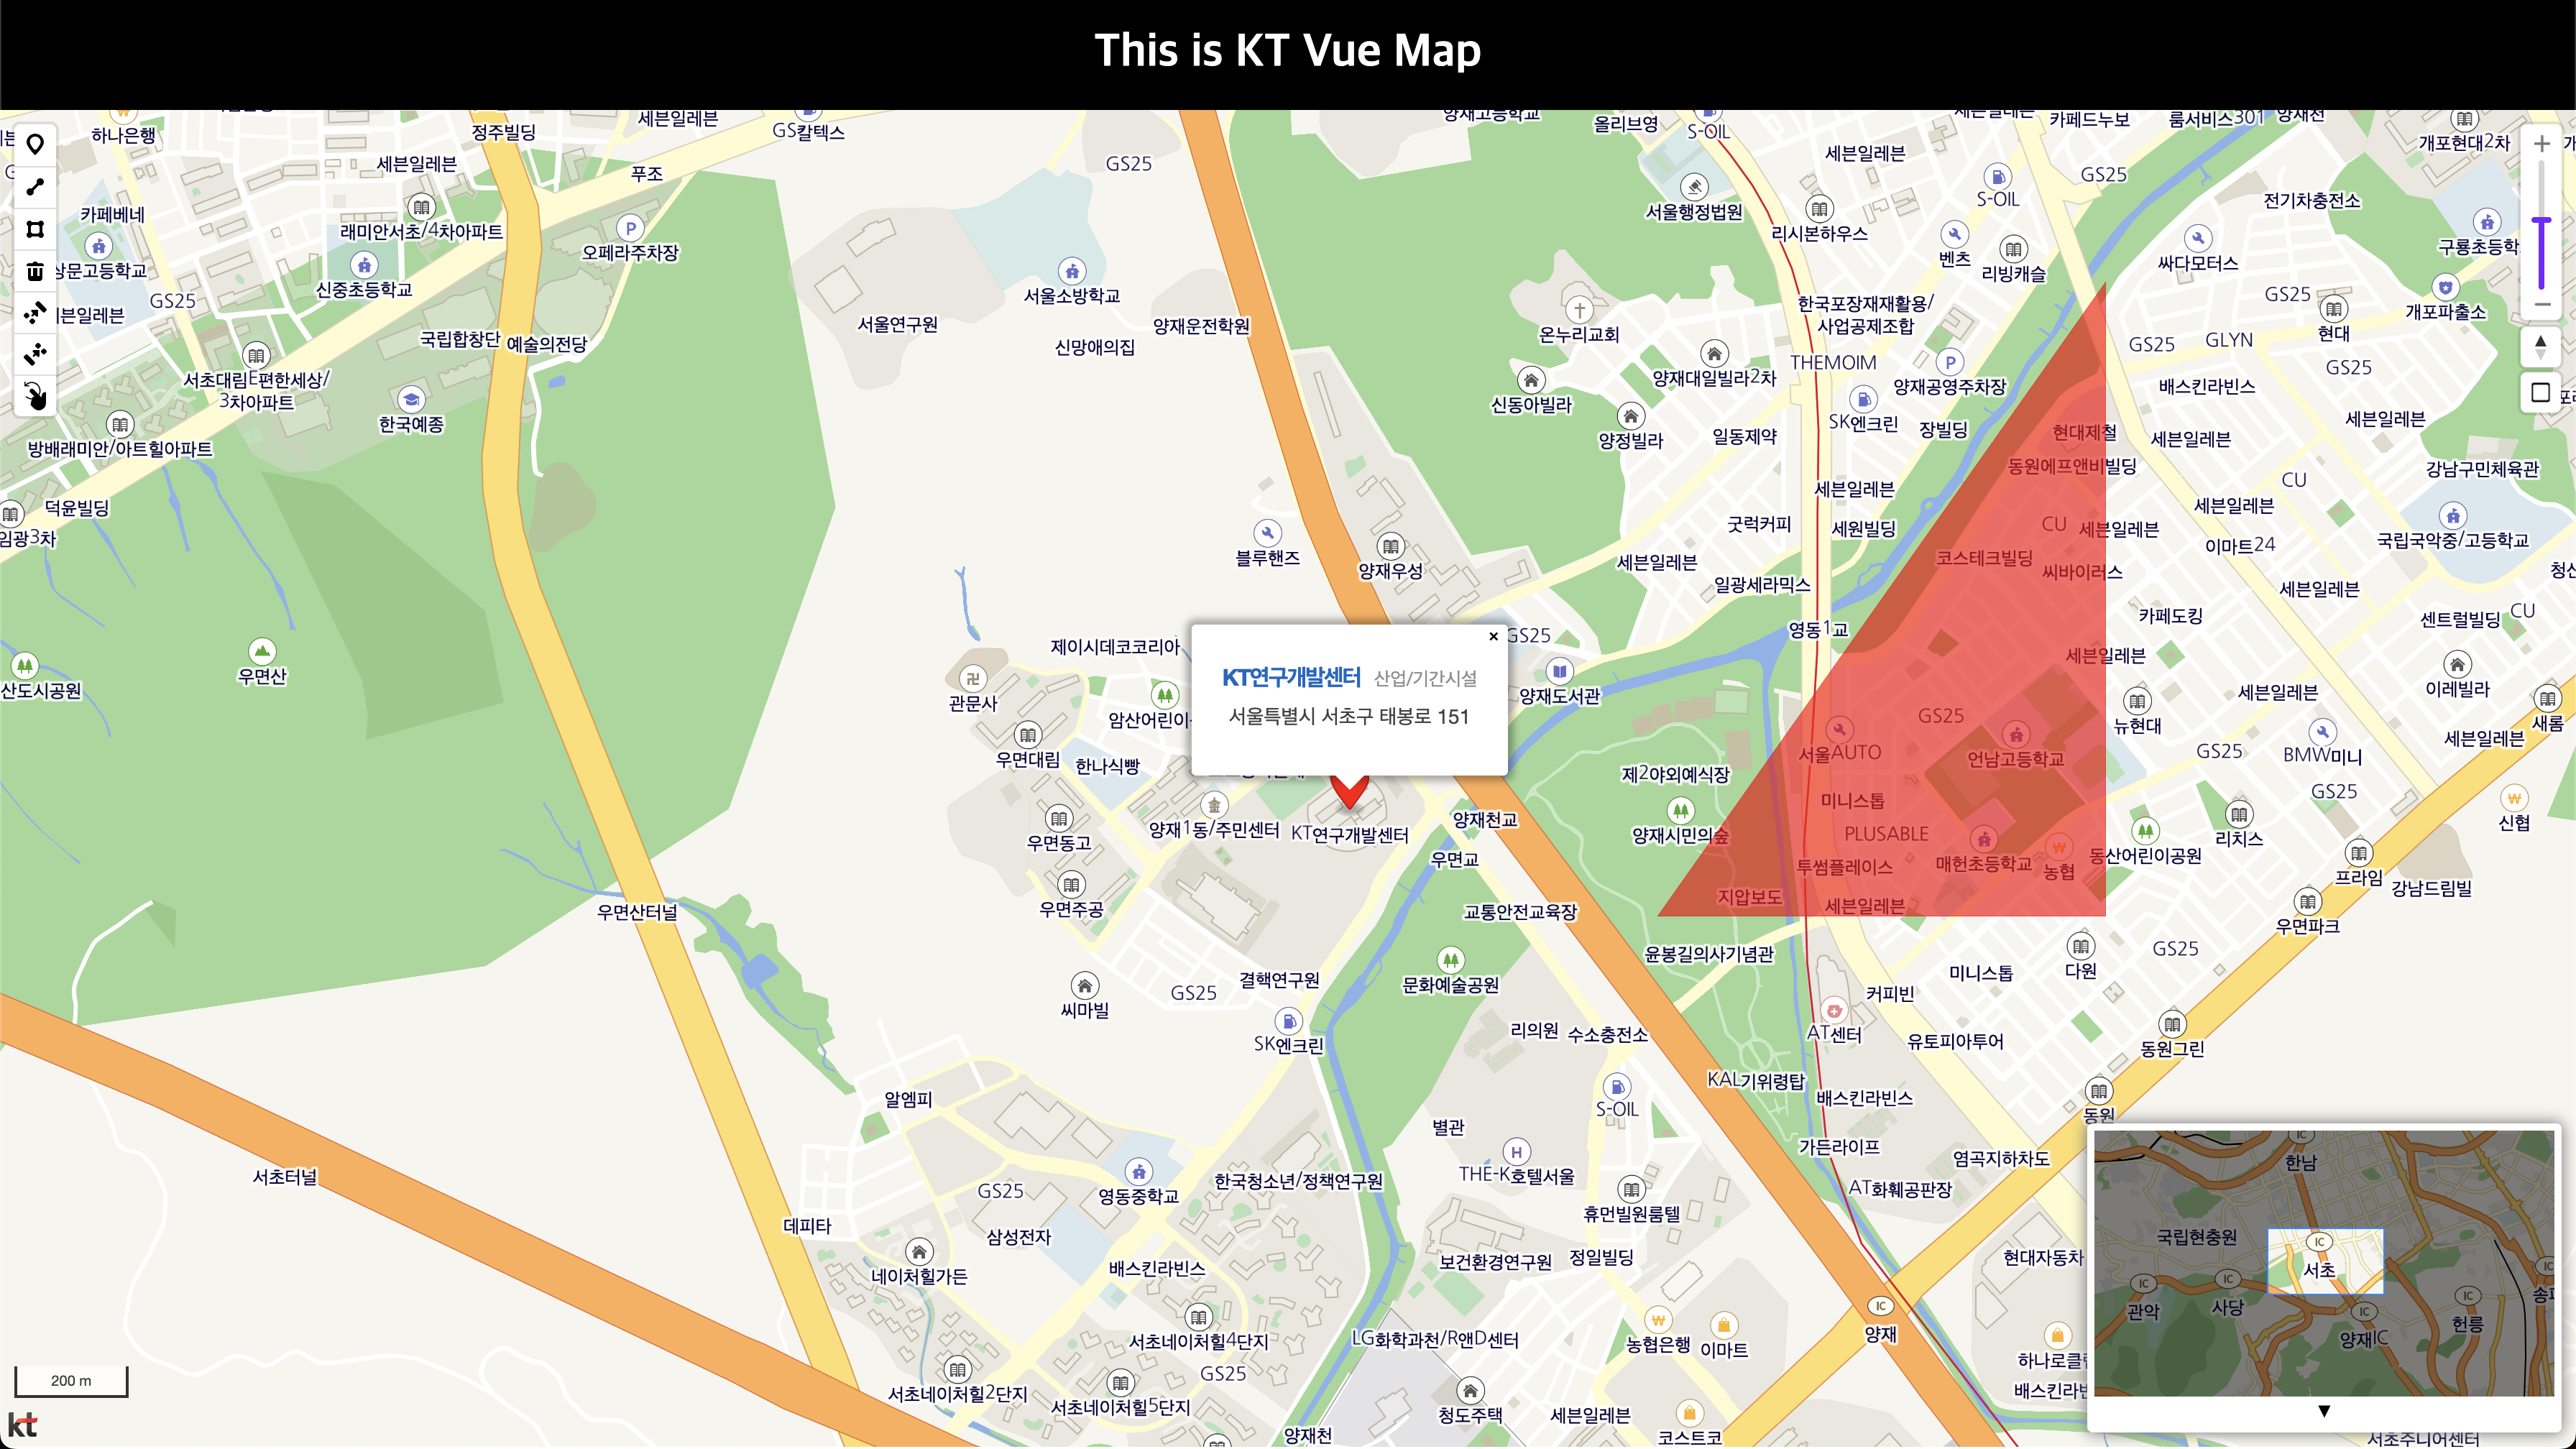 This is KT Vue Map
하나은행
정주빌딩
세븐일레븐
GS칼텍스
양재고등학교
올리브영
S-OIL
세븐일레븐
카페드누보
룸서비스301
양재천
개포현대2차
세븐일레븐
푸조
GS25
세븐일레븐
S-OIL
GS25
전기차충전소
카페베네
래미안서초/4차아파트
오페라주차장
서울행정법원
리시본하우스
벤츠
리빙캐슬
싸다모터스
구룡초등학
상문고등학교
신중초등학교
GS25
서울소방학교
한국포장재재활용/
사업공제조합
GS25
개포파출소
서울연구원
양재운전학원
신망애의집
온누리교회
THEMOIM
현대
GS25
GLYN
국립합창단
예술의전당
서초대림E편한세상/
3차아파트
양재대일빌라2차
양재공영주차장
배스킨라빈스
GS25
한국예종
신동아빌라
양정빌라
일동제약
SK엔크린
장빌딩
현대제철
세븐일레븐
세븐일레븐
방배래미안/아트힐아파트
동원에프앤비빌딩
강남구민체육관
CU
덕윤빌딩
임광3차
세븐일레븐
굿럭커피
세원빌딩
CU
세븐일레븐
세븐일레븐
이마트24
국립국악중/고등학교
블루핸즈
양재우성
세븐일레븐
일광세라믹스
코스테크빌딩
씨바이러스
세븐일레븐
카페도킹
센트럴빌딩
CU
영동1교
GS25
제이시데코코리아
우면산
산도시공원
×
KT연구개발센터 산업/기간시설
서울특별시 서초구 태봉로 151
양재도서관
세븐일레븐
이레빌라
세븐일레븐
관문사
암산어린이
GS25
뉴현대
새롬
세븐일레븐
우면대림
한나식빵
제2야외예식장
서울AUTO
언남고등학교
GS25
BMW미니
GS25
미니스톱
양재1동/주민센터
KT연구개발센터
양재천교
양재시민의숲
PLUSABLE
신협
우면동고
우면교
투썸플레이스
매헌초등학교
농협
동산어린이공원
리치스
프라임
강남드림빌
우면주공
지압보도
세븐일레븐
우면산터널
교통안전교육장
우면파크
윤봉길의사기념관
GS25
결핵연구원
문화예술공원
미니스톱
다원
씨마빌
GS25
커피빈
SK엔크린
리의원
수소충전소
AT센터
유토피아투어
동원그린
알엠피
KAL기위령탑
배스킨라빈스
S-OIL
별관
동원
가든라이프
염곡지하차도
서초터널
THE-K호텔서울
영동중학교
한국청소년/정책연구원
GS25
AT화훼공판장
휴먼빌원룸텔
데피타
삼성전자
보건환경연구원
정일빌딩
현대자동차
네이처힐가든
배스킨라빈스
IC
양재
서초네이처힐4단지
LG화학과천/R앤D센터
농협은행
이마트
하나로클
GS25
서초네이처힐2단지
서초네이처힐5단지
청도주택
세븐일레븐
배스킨라빈
코스트코
양재천
서초주니어센터
200 m
kt
IC
한남
국립현충원
IC
서초
IC
IC
관악
사당
IC
양재IC
IC
헌릉
IC